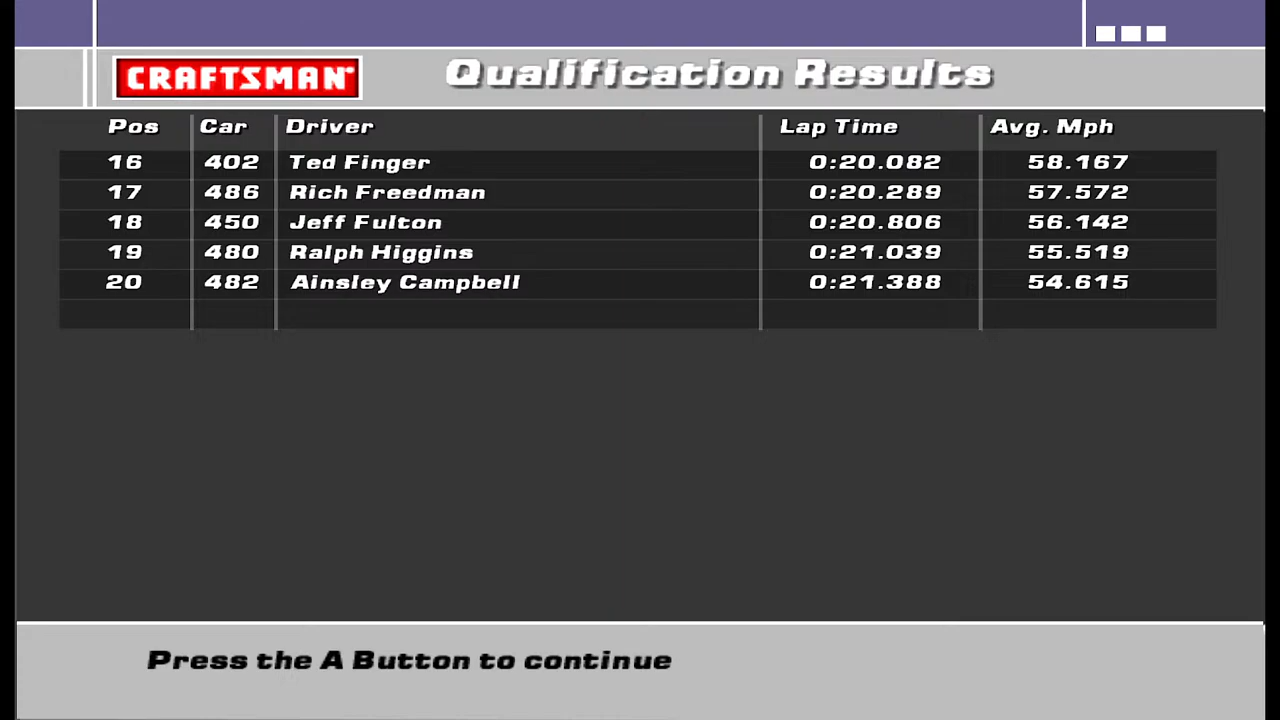 CRAFTSMAN Qualification Results
Pos Car Driver Lap Time Avg. Mph
16 402 Ted Finger 0:20.082 58.167
17 486 Rich Freedman 0:20.289 57.572
18 450 Jeff Fulton 0:20.806 56.142
19 480 Ralph Higgins 0:21.039 55.519
20 482 Ainsley Campbell 0:21.388 54.615
Press the A Button to continue